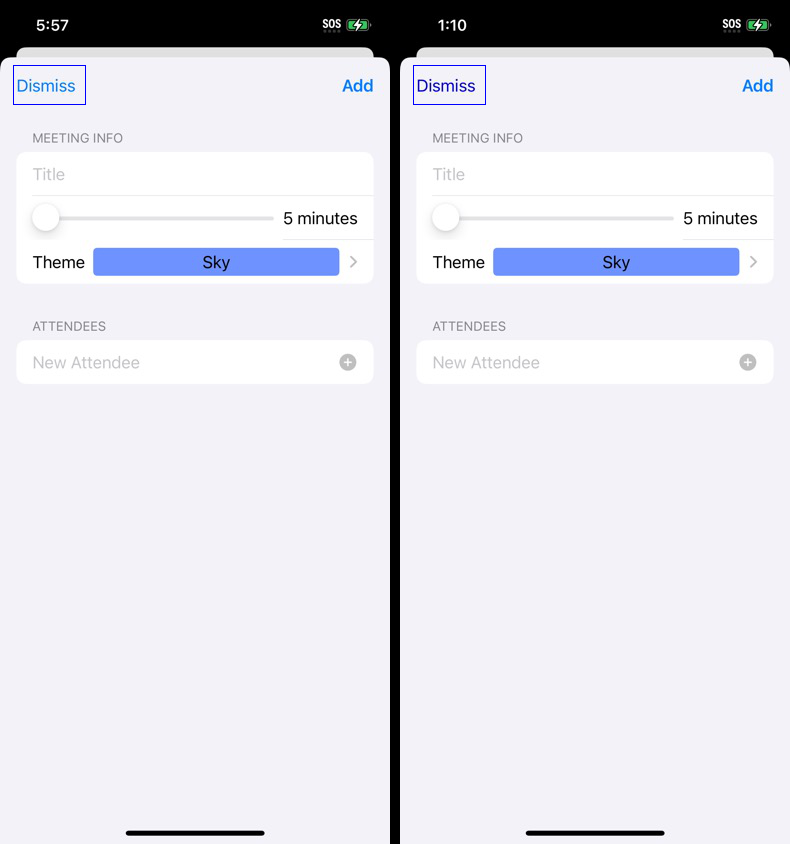 5:57 SOS
Dismiss Add
MEETING INFO
Title
5 minutes
Theme Sky
ATTENDEES
New Attendee
1:10 SOS
Dismiss Add
MEETING INFO
Title
5 minutes
Theme Sky
ATTENDEES
New Attendee